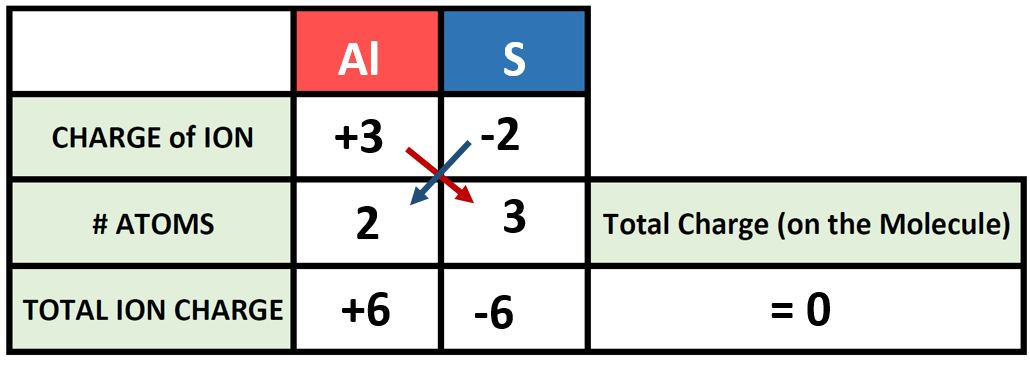 Al S
CHARGE of ION +3 -2
# ATOMS 2 3 Total Charge (on the Molecule)
TOTAL ION CHARGE +6 -6 = 0